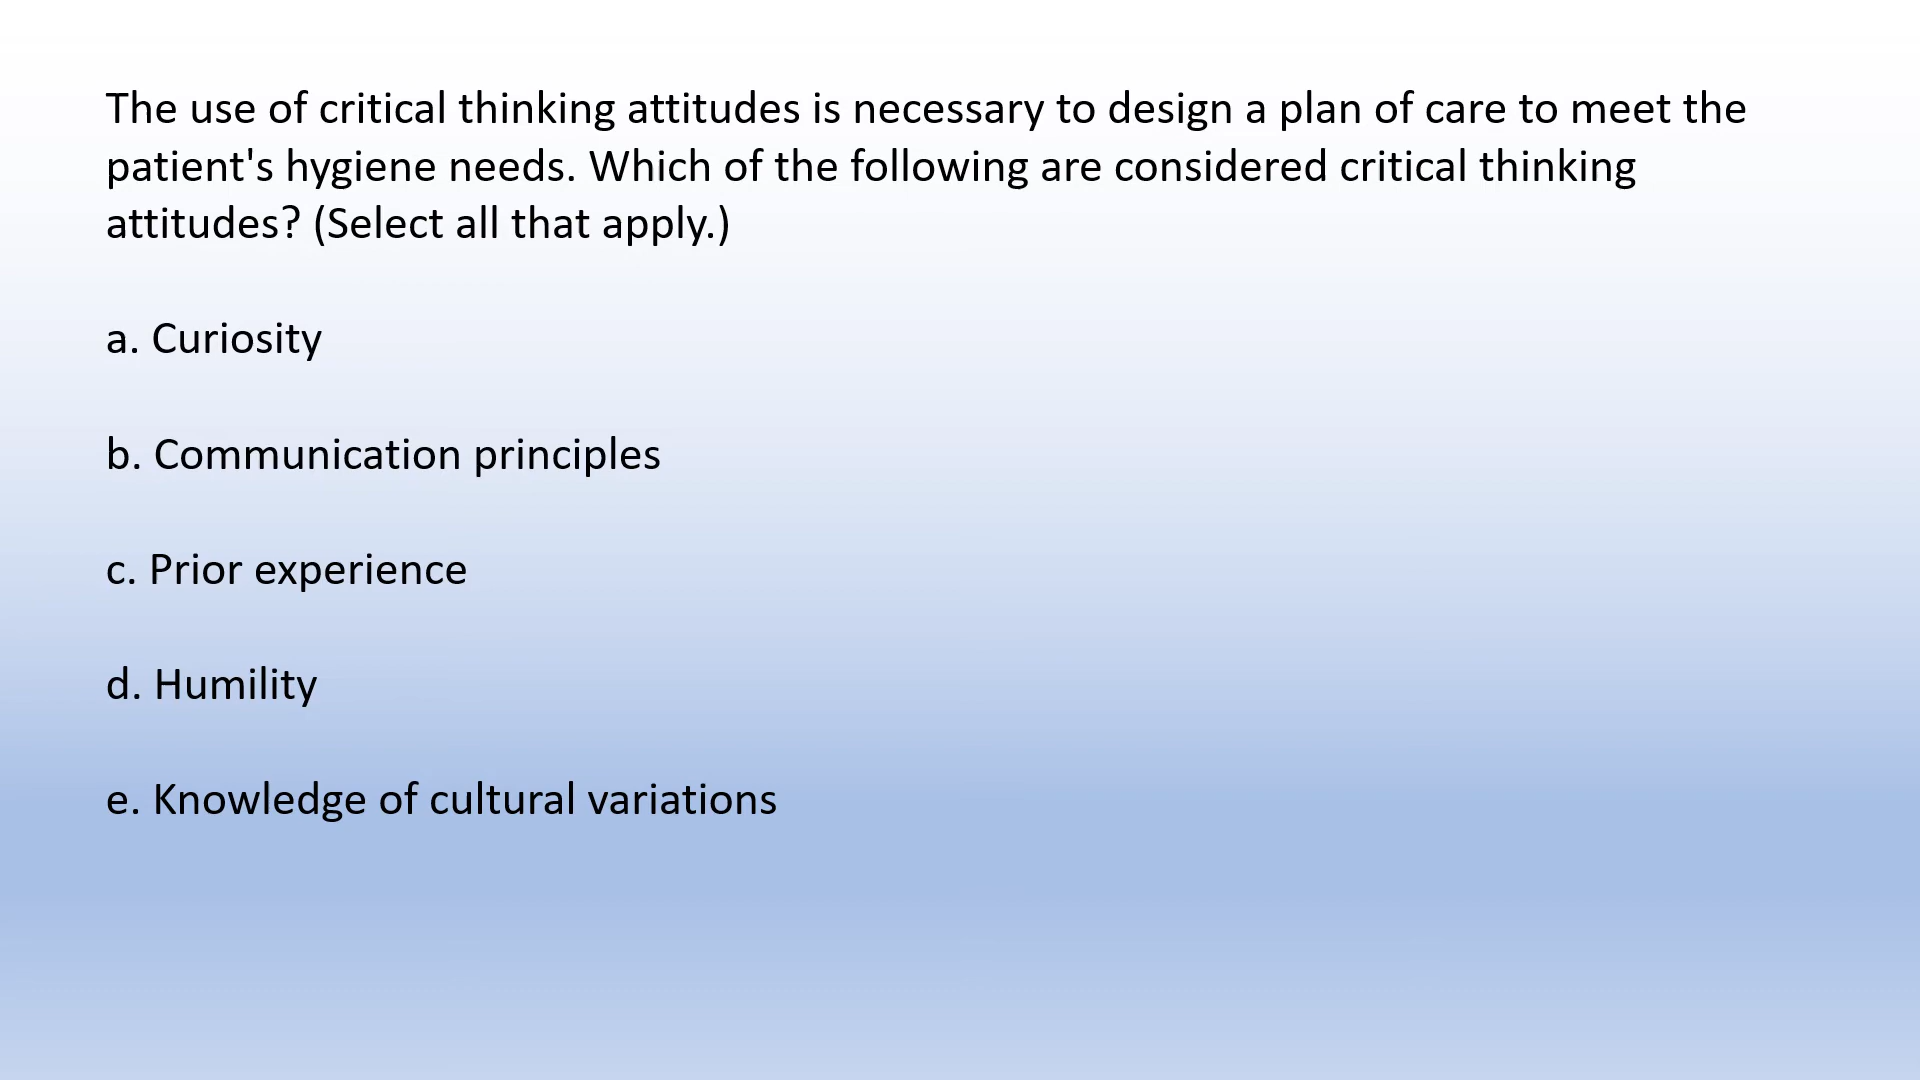 The use of critical thinking attitudes is necessary to design a plan of care to meet the
patient's hygiene needs. Which of the following are considered critical thinking
attitudes? (Select all that apply.)
a. Curiosity
b. Communication principles
c. Prior experience
d. Humility
e. Knowledge of cultural variations